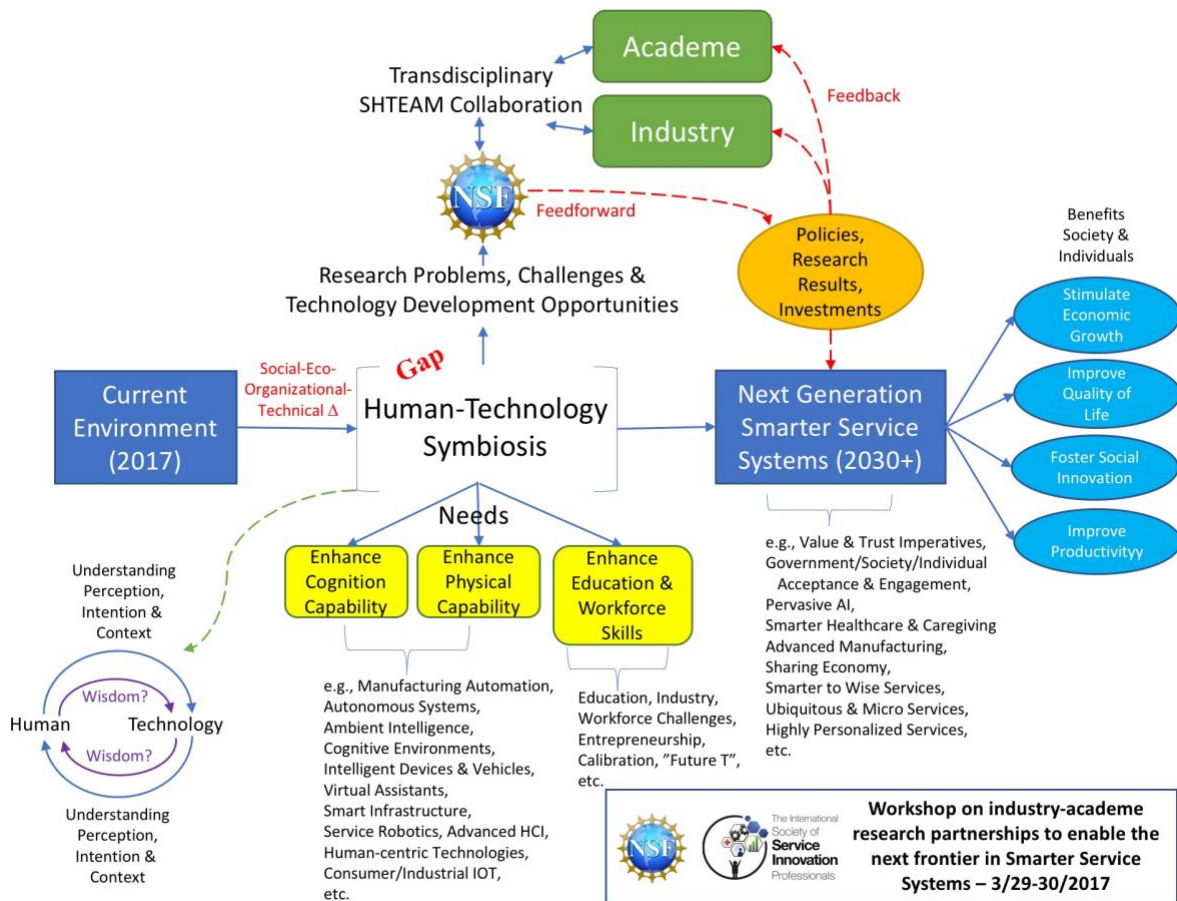 Academe
Transdisciplinary
SHTEAM Collaboration
Industry
Feedback
NSF
Feedforward
Policies,
Research
Results,
Investments
Benefits
Society &
Individuals
Research Problems, Challenges &
Technology Development Opportunities
Stimulate
Economic
Growth
Improve
Quality of
Life
Foster Social
Innovation
Improve
Productivityy
Current
Environment
(2017)
Social-Eco-
Organizational-
Technical Δ
Gap
Human-Technology
Symbiosis
Next Generation
Smarter Service
Systems (2030+)
Needs
Enhance
Cognition
Capability
Enhance
Physical
Capability
Enhance
Education &
Workforce
Skills
e.g., Value & Trust Imperatives,
Government/Society/Individual
Acceptance & Engagement,
Pervasive AI,
Smarter Healthcare & Caregiving
Advanced Manufacturing,
Sharing Economy,
Smarter to Wise Services,
Ubiquitous & Micro Services,
Highly Personalized Services,
etc.
Understanding
Perception,
Intention &
Context
Wisdom?
Human
Technology
Wisdom?
Understanding
Perception,
Intention &
Context
e.g., Manufacturing Automation,
Autonomous Systems,
Ambient Intelligence,
Cognitive Environments,
Intelligent Devices & Vehicles,
Virtual Assistants,
Smart Infrastructure,
Service Robotics, Advanced HCI,
Human-centric Technologies,
Consumer/Industrial IOT,
etc.
Education, Industry,
Workforce Challenges,
Entrepreneurship,
Calibration, ”Future T”,
etc.
NSF
The International
Society of
Service
Innovation
Professionals
Workshop on industry-academe
research partnerships to enable the
next frontier in Smarter Service
Systems – 3/29-30/2017